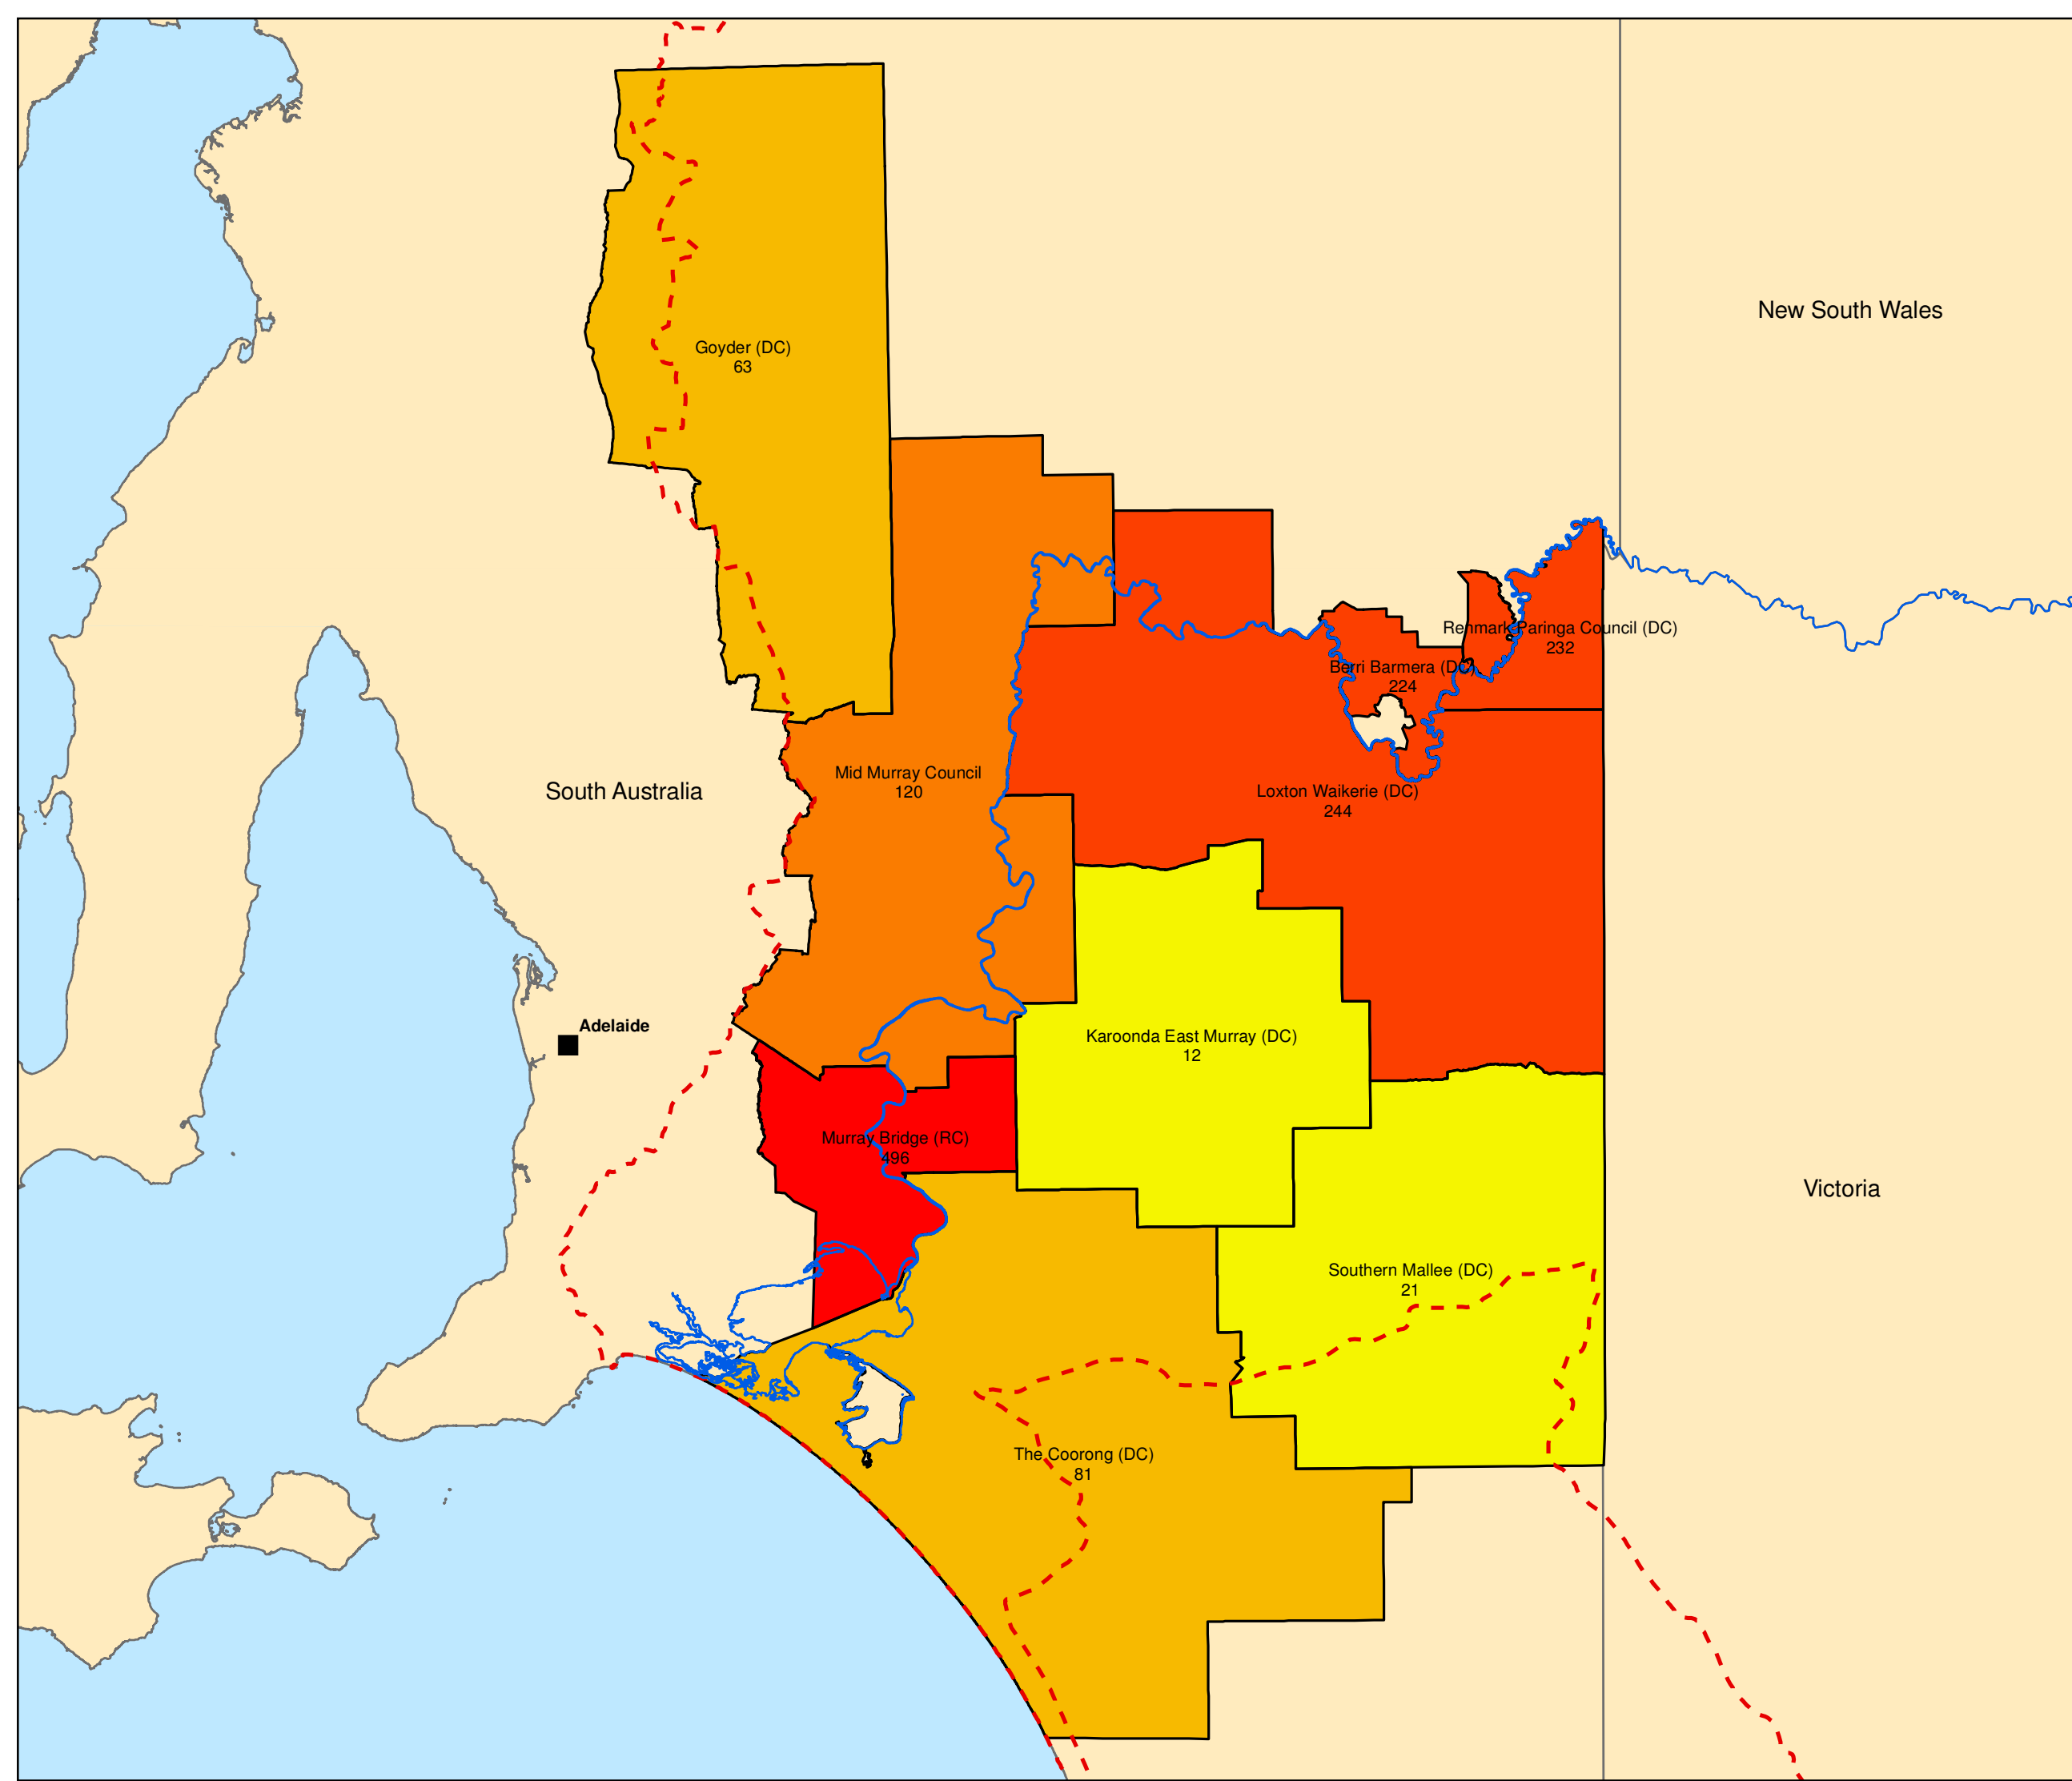 New South Wales
Goyder (DC)
63
Renmark Paringa Council (DC)
232
Berri Barmera (DC)
224
Mid Murray Council
120
South Australia
Loxton Waikerie (DC)
244
Adelaide
Karoonda East Murray (DC)
12
Murray Bridge (RC)
496
Victoria
Southern Mallee (DC)
21
The Coorong (DC)
81